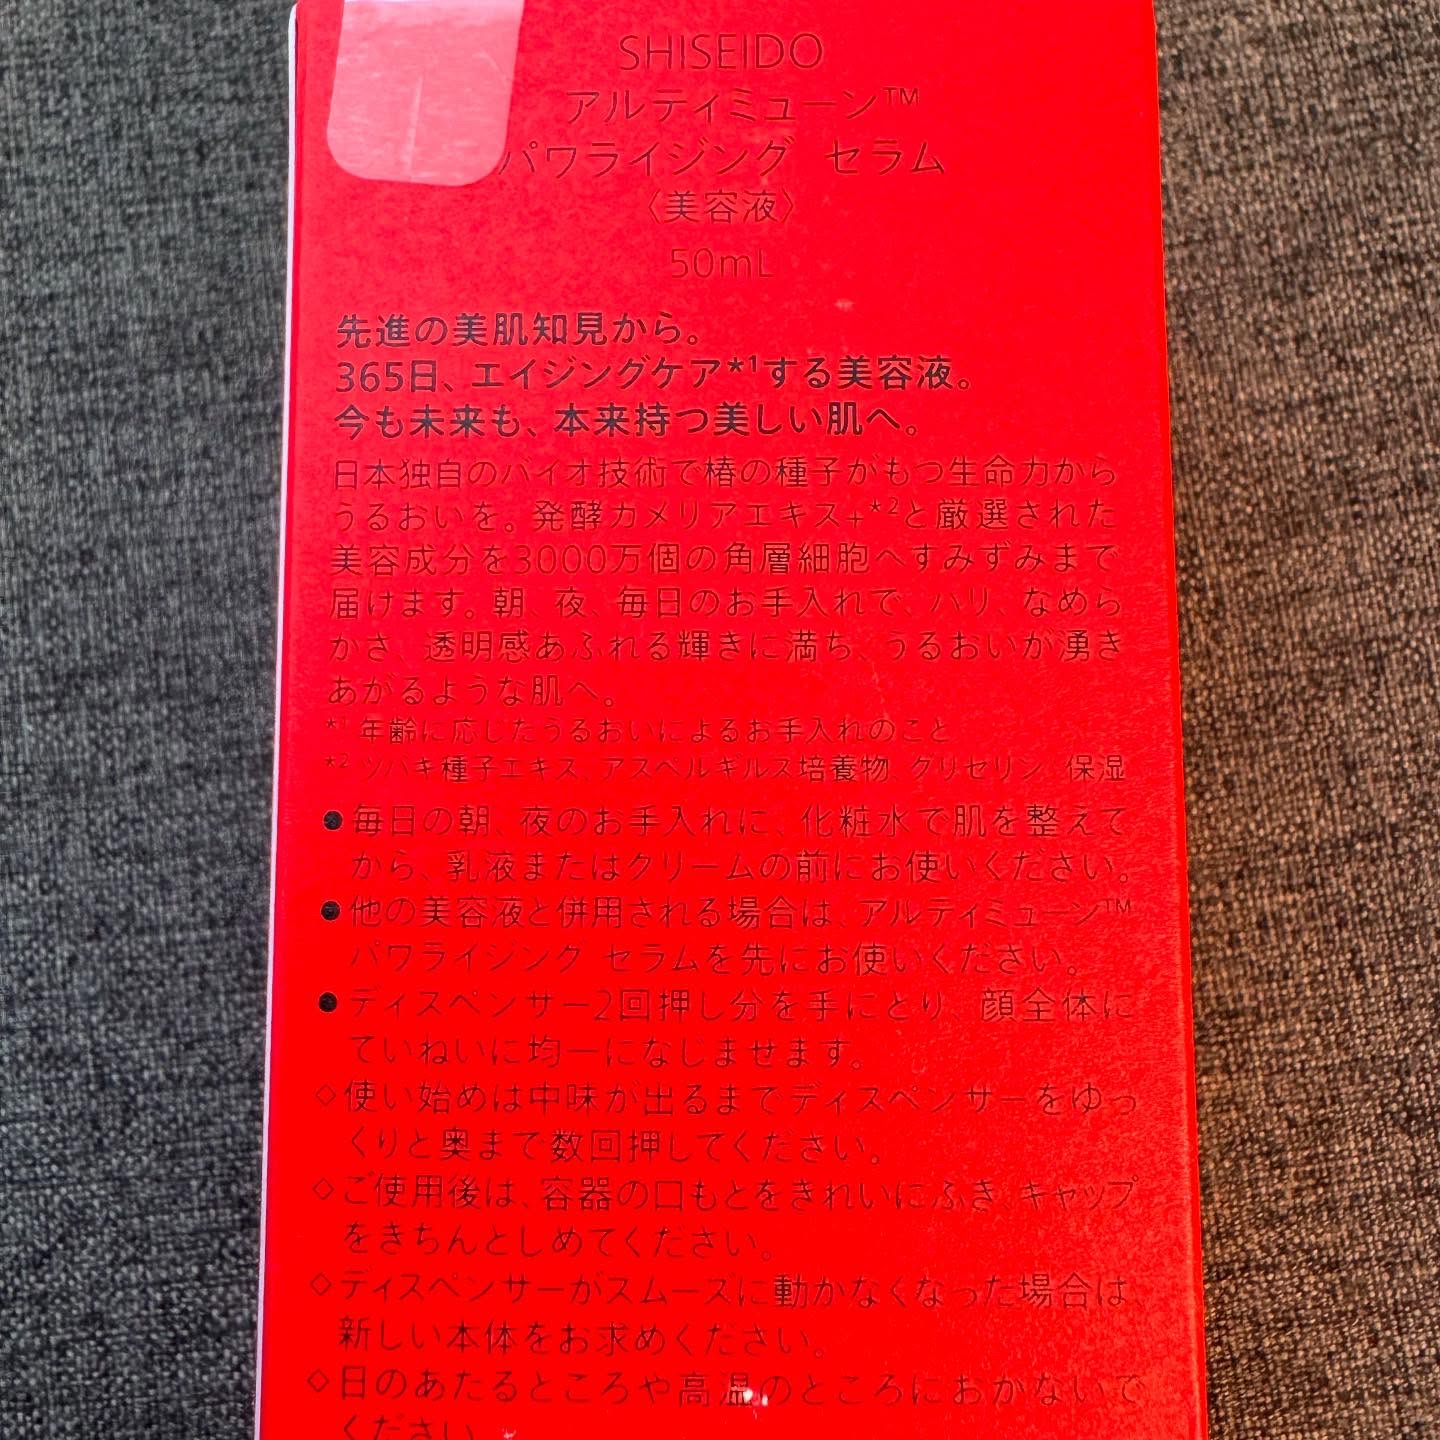 SHISEIDO
アルティミューン™
パワライジング セラム
〈美容液〉
50mL
先進の美肌知見から。
365日、エイジングケア*1する美容液。
今も未来も、本来持つ美しい肌へ。
日本独自のバイオ技術で椿の種子がもつ生命力から
うるおいを。発酵カメリアエキス+*2と厳選された
美容成分を3000万個の角層細胞へすみずみまで
届けます。朝、夜、毎日のお手入れで、ハリ、なめら
かさ、透明感あふれる輝きに満ち、うるおいが湧き
あがるような肌へ。
*1 年齢に応じたうるおいによるお手入れのこと
*2 ツバキ種子エキス、アスペルギルス培養物、グリセリン 保湿
●毎日の朝、夜のお手入れに、化粧水で肌を整えて
から、乳液またはクリームの前にお使いください。
●他の美容液と併用される場合は、アルティミューン™
パワライジング セラムを先にお使いください。
●ディスペンサー2回押し分を手にとり、顔全体に
ていねいに均一になじませます。
◇使い始めは中味が出るまでディスペンサーをゆっ
くりと奥まで数回押してください。
◇ご使用後は、容器の口もとをきれいにふき、キャップ
をきちんとしめてください。
◇ディスペンサーがスムーズに動かなくなった場合は、
新しい本体をお求めください。
◇日のあたるところや高温のところにおかないで
ください。